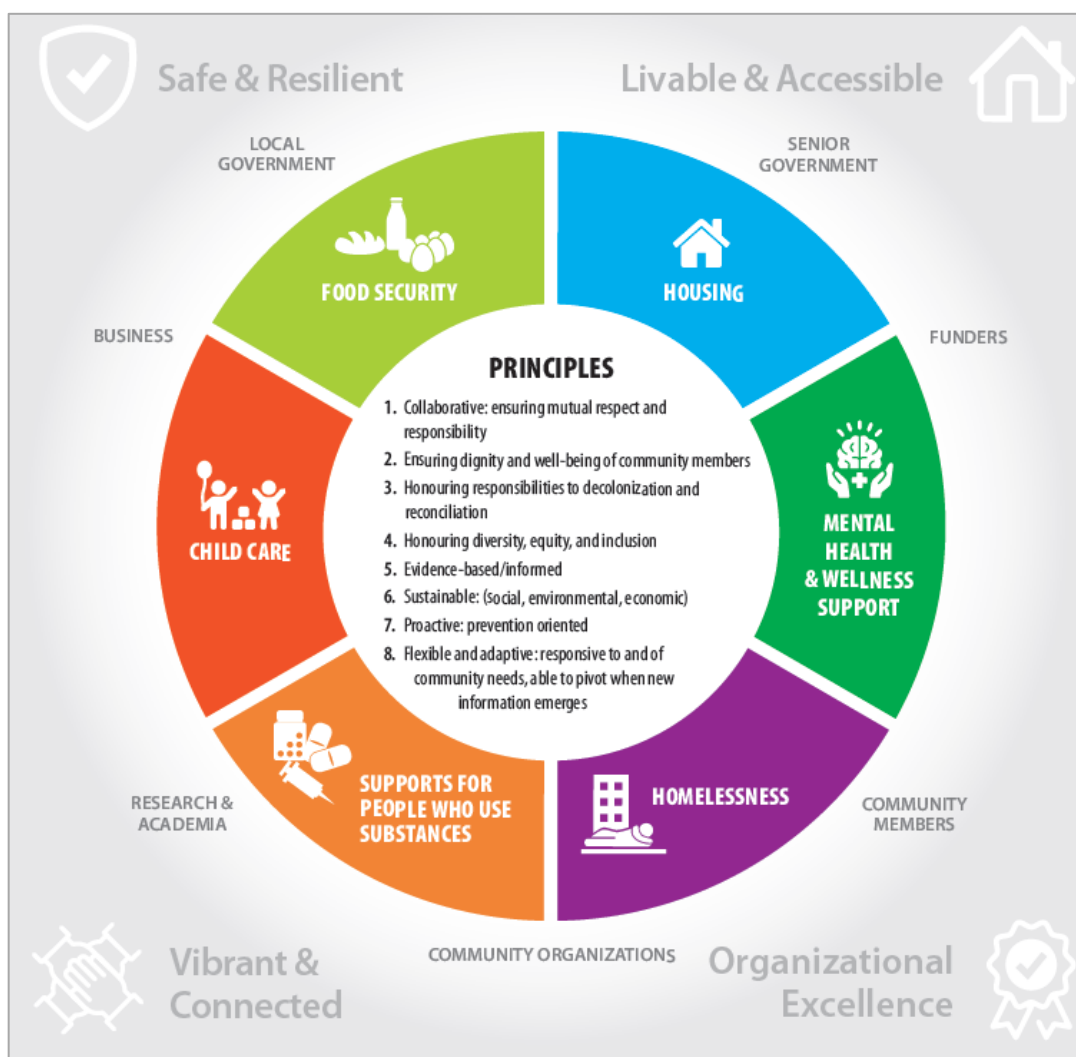 Safe & Resilient
Livable & Accessible
LOCAL
GOVERNMENT
SENIOR
GOVERNMENT
FOOD SECURITY
HOUSING
BUSINESS
FUNDERS
PRINCIPLES
1. Collaborative: ensuring mutual respect and
responsibility
2. Ensuring dignity and well-being of community members
3. Honouring responsibilities to decolonization and
reconciliation
4. Honouring diversity, equity, and inclusion
5. Evidence-based/informed
6. Sustainable: (social, environmental, economic)
7. Proactive: prevention oriented
8. Flexible and adaptive: responsive to and of
community needs, able to pivot when new
information emerges
CHILD CARE
MENTAL
HEALTH
& WELLNESS
SUPPORT
SUPPORTS FOR
PEOPLE WHO USE
SUBSTANCES
HOMELESSNESS
RESEARCH &
ACADEMIA
COMMUNITY
MEMBERS
COMMUNITY ORGANIZATIONS
Vibrant &
Connected
Organizational
Excellence